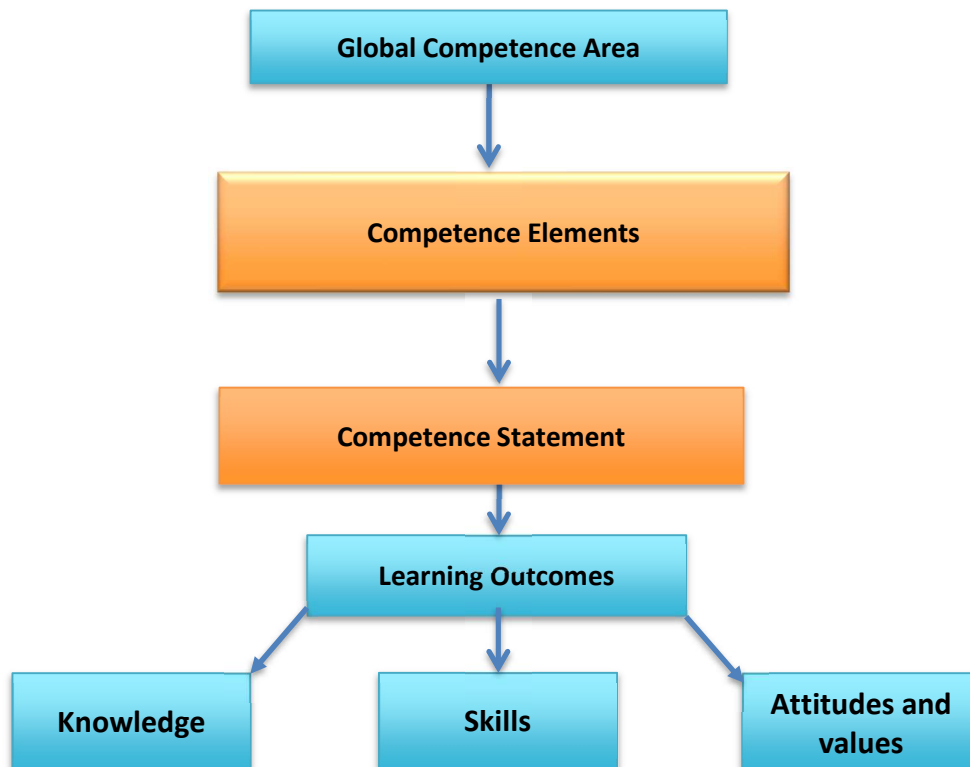 Global Competence Area
Competence Elements
Competence Statement
Learning Outcomes
Knowledge
Skills
Attitudes and
values